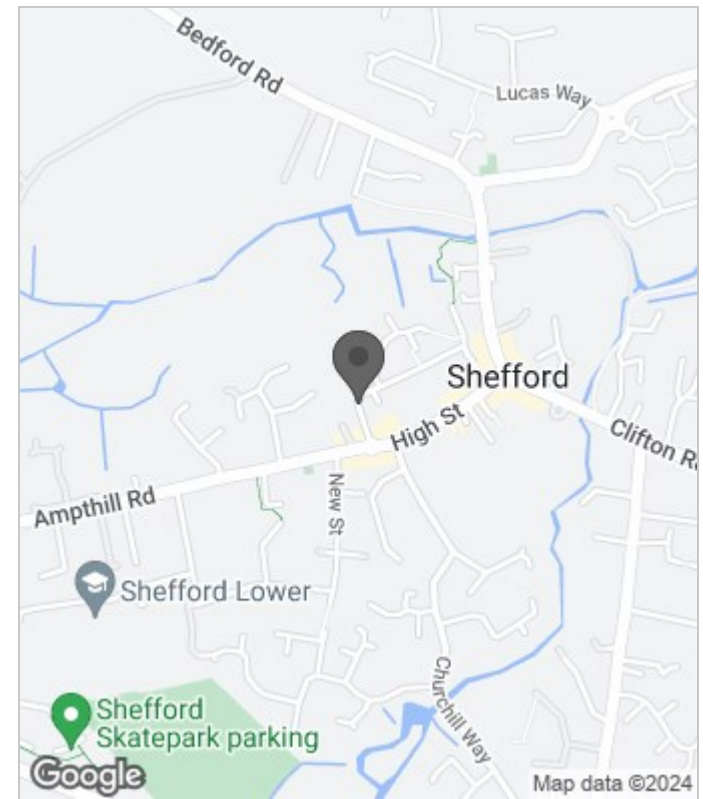 Bedford Rd
Lucas Way
Shefford
High St
Clifton R
Ampthill Rd
New St
Shefford Lower
Churchill Way
Shefford
Skatepark parking
Google
Map data ©2024